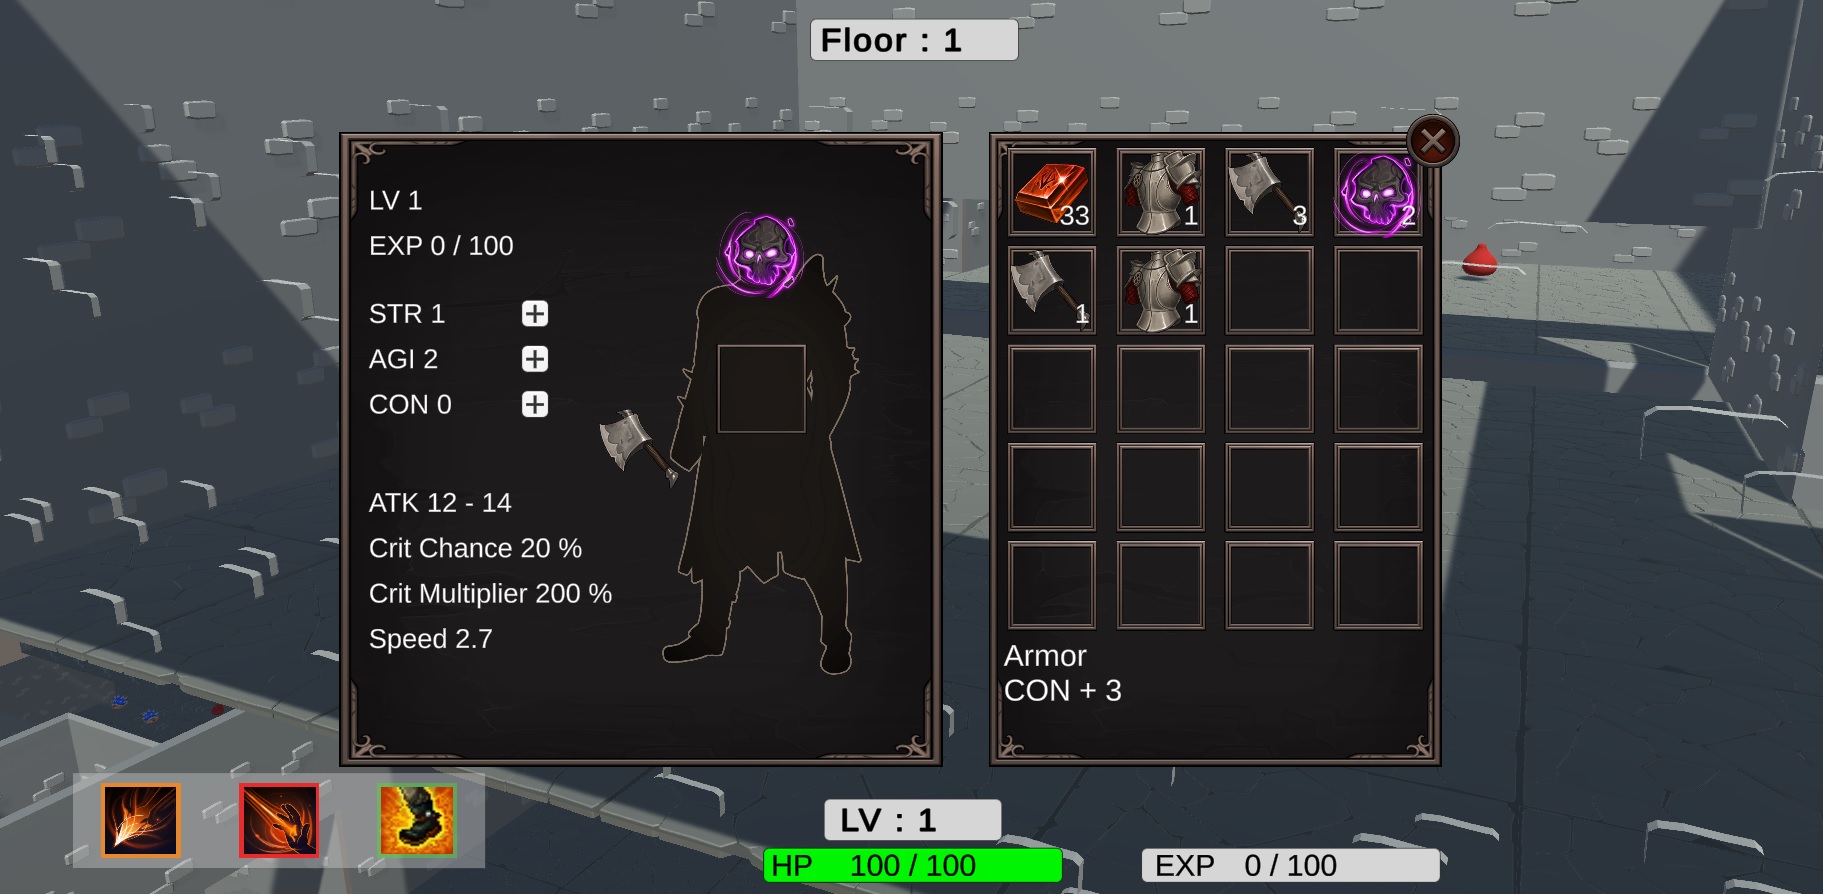 Floor : 1
LV 1
EXP 0 / 100
STR 1
AGI 2
CON 0
ATK 12 - 14
Crit Chance 20 %
Crit Multiplier 200 %
Speed 2.7
33
1
3
2
1
1
Armor
CON + 3
LV : 1
HP 100 / 100
EXP 0 / 100